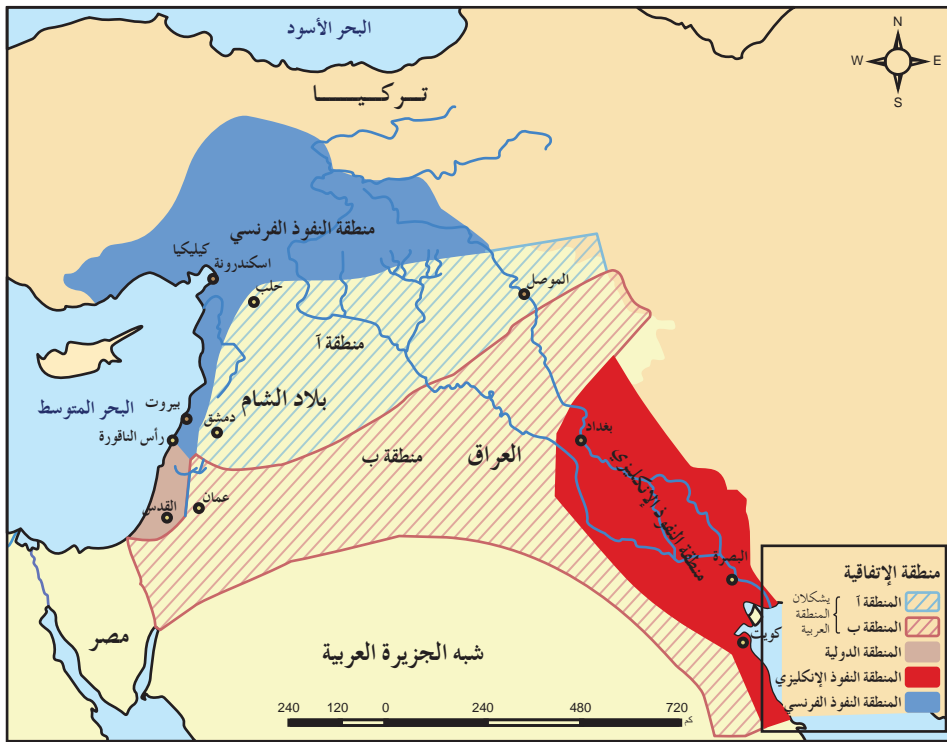 البحر الأسود
N
W
E
S
تركيا
منطقة النفوذ الفرنسي
كيليكيا
اسكندرونة
حلب
الموصل
منطقة آ
بلاد الشام
البحر المتوسط
بيروت
دمشق
رأس الناقورة
بغداد
العراق
منطقة ب
منطقة النفوذ الإنكليزي
عمان
القدس
البصرة
كويت
مصر
شبه الجزيرة العربية
240 120 0 240 480 720 كم
منطقة الإتفاقية
المنطقة آ
المنطقة ب
يشكلان
المنطقة
العربية
المنطقة الدولية
المنطقة النفوذ الإنكليزي
المنطقة النفوذ الفرنسي